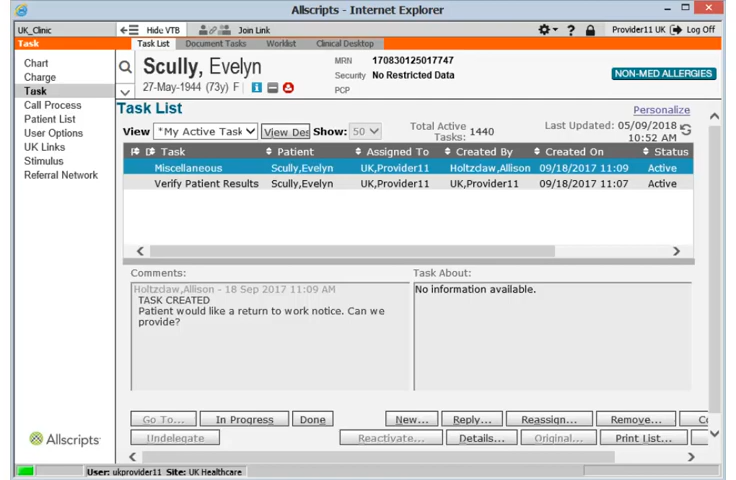 Allscripts - Internet Explorer
UK_Clinic
Hide VTB
Join Link
Provider11 UK
Log Off
Task
Task List
Document Tasks
Worklist
Clinical Desktop
Chart
Charge
Task
Call Process
Patient List
User Options
UK Links
Stimulus
Referral Network
Scully, Evelyn
27-May-1944 (73y) F
MRN 170830125017747
Security No Restricted Data
PCP
NON-MED ALLERGIES
Task List
Personalize
View *My Active Task View Des Show: 50
Total Active Tasks: 1440
Last Updated: 05/09/2018 10:52 AM
Task Patient Assigned To Created By Created On Status
Miscellaneous Scully,Evelyn UK,Provider11 Holtzclaw,Allison 09/18/2017 11:09 Active
Verify Patient Results Scully,Evelyn UK,Provider11 UK,Provider11 09/18/2017 11:07 Active
Comments:
Holtzclaw,Allison - 18 Sep 2017 11:09 AM
TASK CREATED
Patient would like a return to work notice. Can we
provide?
Task About:
No information available.
Go To... In Progress Done New... Reply... Reassign... Remove... Co
Undelegate Reactivate... Details... Original... Print List...
Allscripts
User: ukprovider11 Site: UK Healthcare